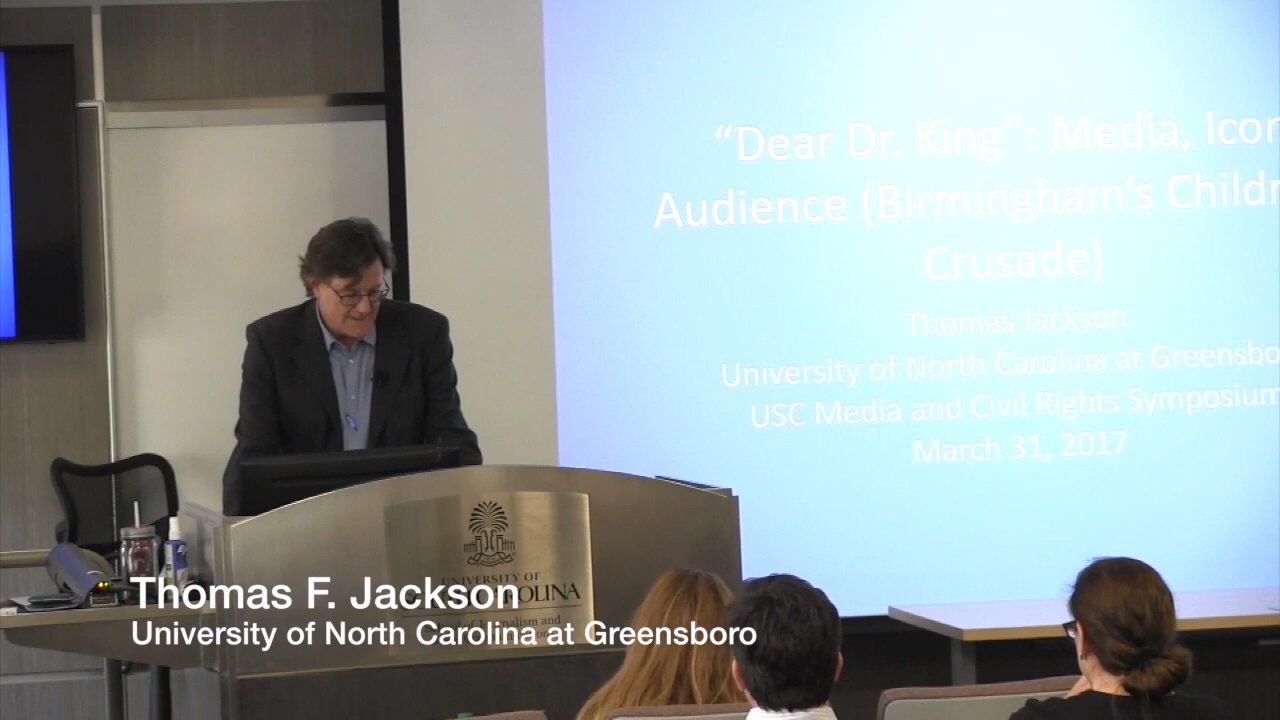 “Dear Dr. King”: Media, Icon
Audience (Birmingham’s Childr
Crusade)
Thomas Jackson
University of North Carolina at Greensbo
USC Media and Civil Rights Symposium
March 31, 2017
UNIVERSITY OF
Thomas F. Jackson
University of North Carolina at Greensboro